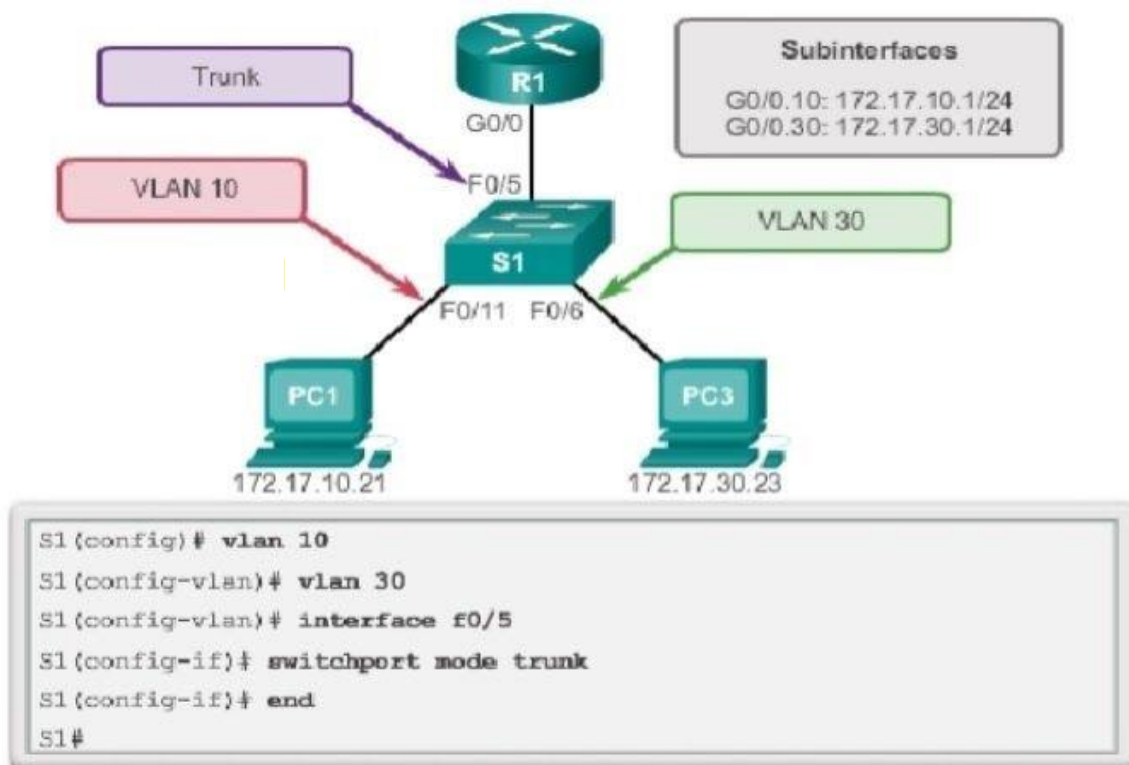 Trunk
R1
Subinterfaces
G0/0.10: 172.17.10.1/24
G0/0.30: 172.17.30.1/24
G0/0
VLAN 10
F0/5
VLAN 30
S1
F0/11 F0/6
PC1
PC3
172.17.10.21
172.17.30.23
S1(config)# vlan 10
S1(config-vlan)# vlan 30
S1(config-vlan)# interface f0/5
S1(config-if)# switchport mode trunk
S1(config-if)# end
S1#